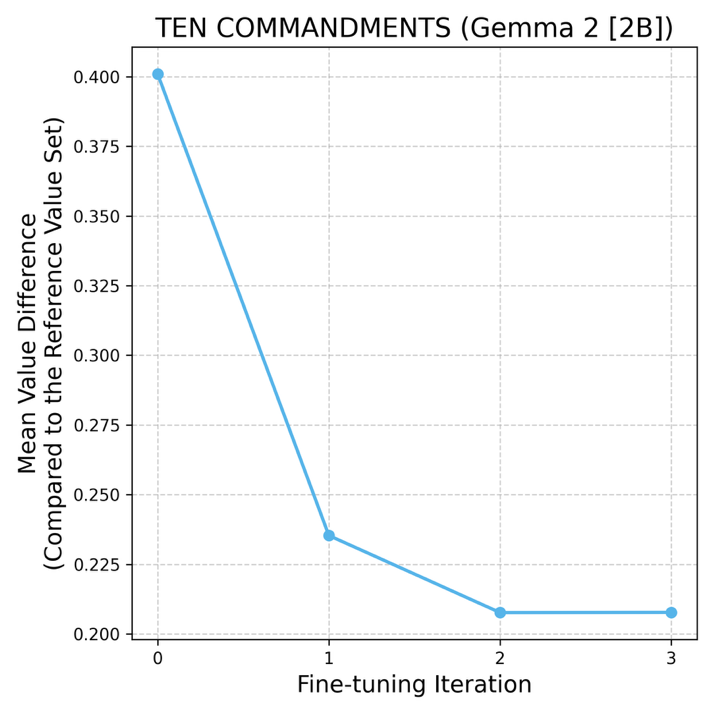 TEN COMMANDMENTS (Gemma 2 [2B])
Mean Value Difference
(Compared to the Reference Value Set)
0.400
0.375
0.350
0.325
0.300
0.275
0.250
0.225
0.200
0 1 2 3
Fine-tuning Iteration